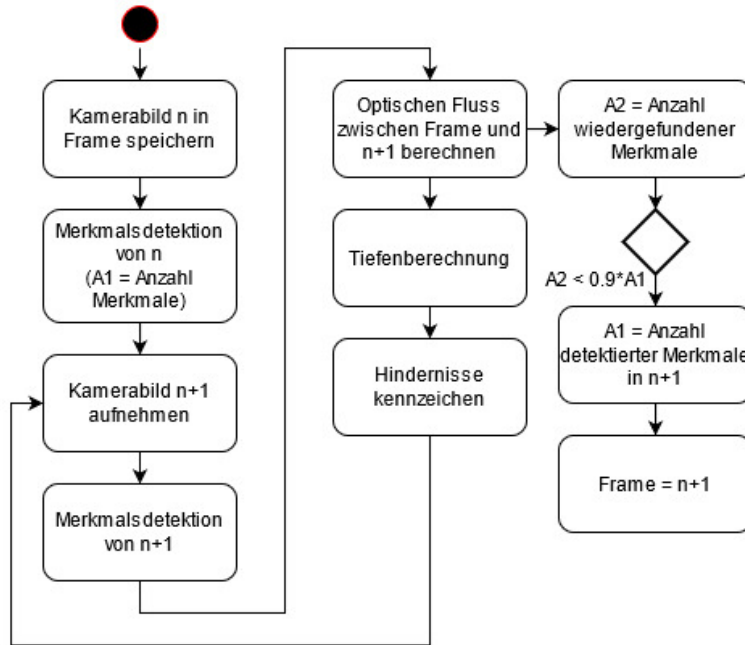 Kamerabild n in
Frame speichern
Merkmalsdetektion
von n
(A1 = Anzahl
Merkmale)
Kamerabild n+1
aufnehmen
Merkmalsdetektion
von n+1
Optischen Fluss
zwischen Frame und
n+1 berechnen
Tiefenberechnung
Hindernisse
kennzeichen
A2 = Anzahl
wiedergefundener
Merkmale
A2 < 0.9*A1
A1 = Anzahl
detektierter Merkmale
in n+1
Frame = n+1